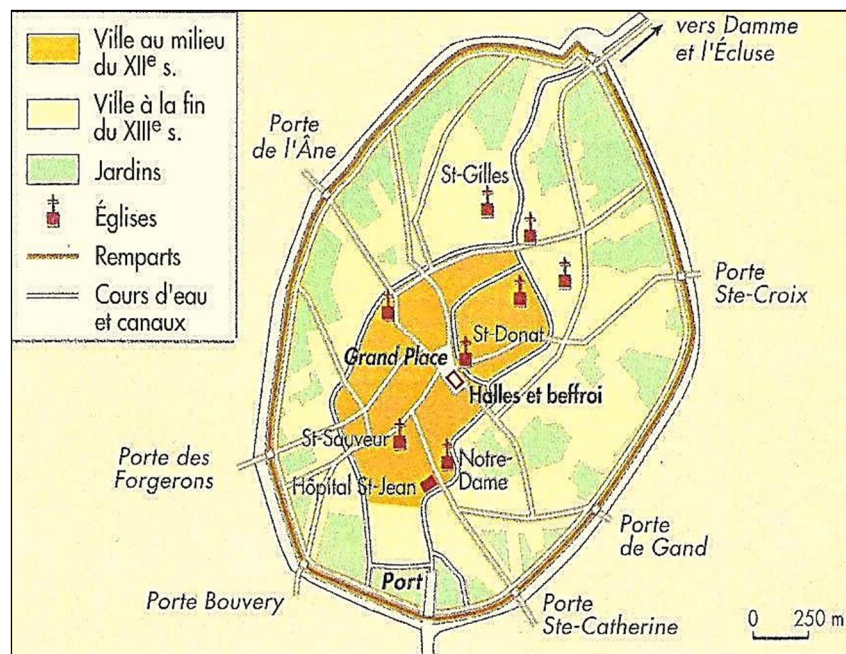 Ville au milieu
du XIIe s.
Ville à la fin
du XIIIe s.
Jardins
Églises
Remparts
Cours d'eau
et canaux
vers Damme
et l'Écluse
Porte
de l'Âne
St-Gilles
Porte
Ste-Croix
St-Donat
Grand Place
Halles et beffroi
St-Sauveur
Notre-
Dame
Porte des
Forgerons
Hôpital St-Jean
Porte
de Gand
Port
Porte Bouvery
Porte
Ste-Catherine
0 250 m